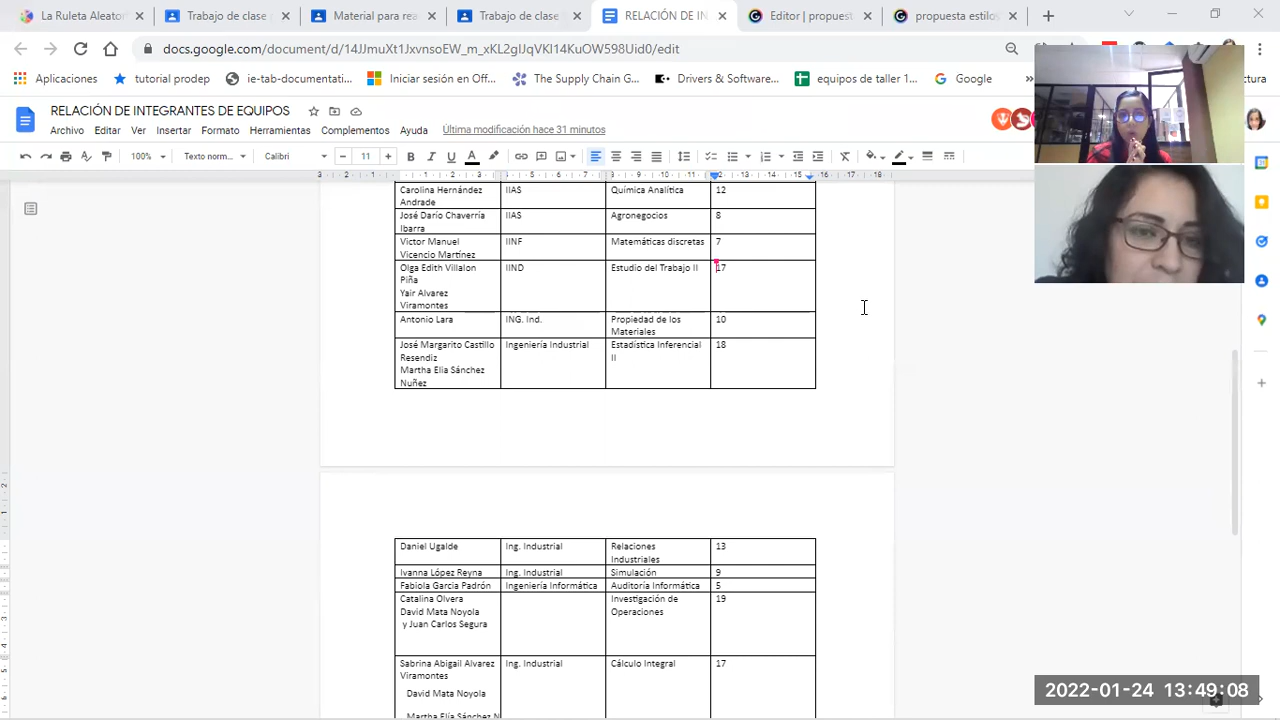 La Ruleta Aleator
Trabajo de clase
Material para rea
Trabajo de clase
RELACIÓN DE IN
Editor | propuest
propuesta estilos
docs.google.com/document/d/14JJmuXt1JxvnsoEW_m_xKL2gIJqVKl14KuOW598Uid0/edit
Aplicaciones
tutorial prodep
ie-tab-documentati...
Iniciar sesión en Off...
The Supply Chain G...
Drivers & Software...
equipos de taller 1...
Google
»
ctura
RELACIÓN DE INTEGRANTES DE EQUIPOS
Archivo Editar Ver Insertar Formato Herramientas Complementos Ayuda
Última modificación hace 31 minutos
100%
Texto norm...
Calibri
11
Carolina Hernández
Andrade
IIAS
Química Analítica
12
José Darío Chaverría
Ibarra
IIAS
Agronegocios
8
Victor Manuel
Vicencio Martínez
IINF
Matemáticas discretas
7
Olga Edith Villalon
Piña
Yair Alvarez
Viramontes
IIND
Estudio del Trabajo II
17
Antonio Lara
ING. Ind.
Propiedad de los
Materiales
10
José Margarito Castillo
Resendiz
Martha Elia Sánchez
Nuñez
Ingeniería Industrial
Estadística Inferencial
II
18
Daniel Ugalde
Ing. Industrial
Relaciones
Industriales
13
Ivanna López Reyna
Ing. Industrial
Simulación
9
Fabiola Garcia Padrón
Ingeniería Informática
Auditoría Informática
5
Catalina Olvera
David Mata Noyola
y Juan Carlos Segura
Investigación de
Operaciones
19
Sabrina Abigail Alvarez
Viramontes
David Mata Noyola
Martha Elía Sánchez N
Ing. Industrial
Cálculo Integral
17
2022-01-24 13:49:08